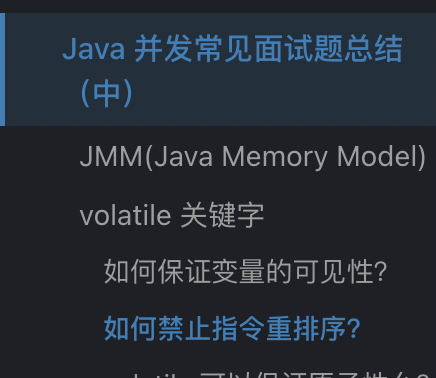 Java 并发常见面试题总结
（中）
JMM(Java Memory Model)
volatile 关键字
如何保证变量的可见性?
如何禁止指令重排序?